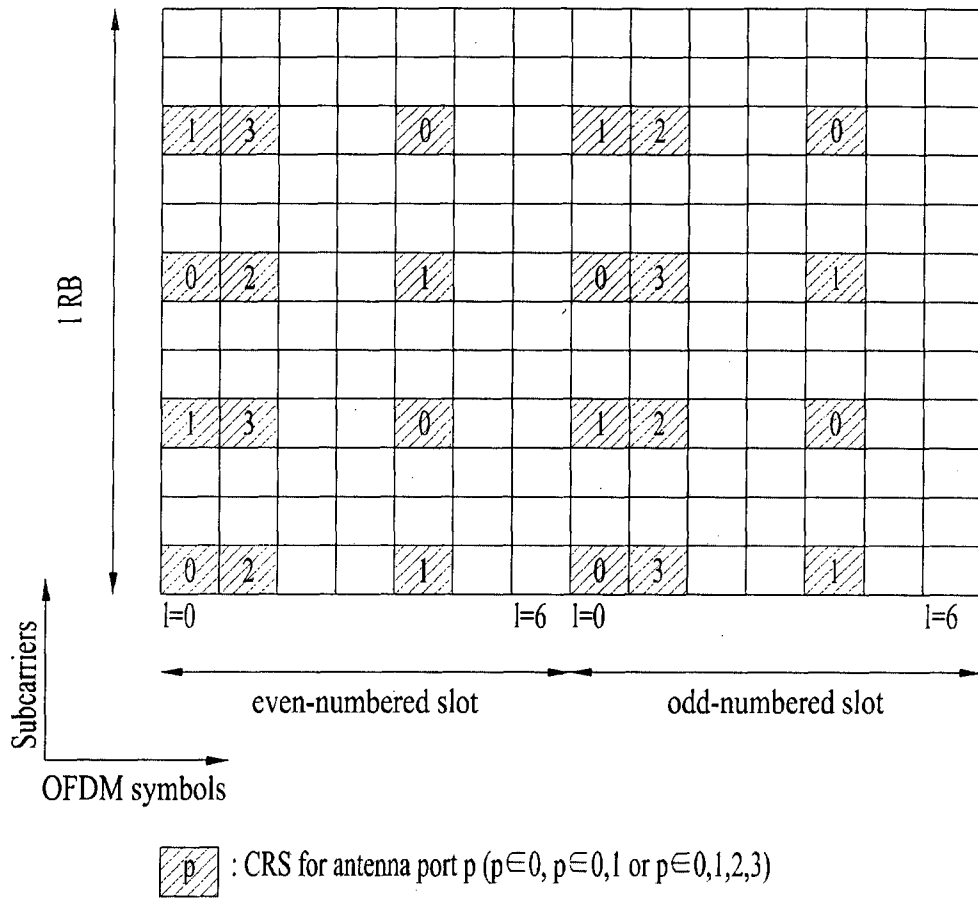 1 3 0 1 2 0
0 2 1 0 3 1
1 RB
1 3 0 1 2 0
0 2 1 0 3 1
l=0 l=6 l=0 l=6
even-numbered slot odd-numbered slot
Subcarriers
OFDM symbols
p : CRS for antenna port p (p∈0, p∈0,1 or p∈0,1,2,3)